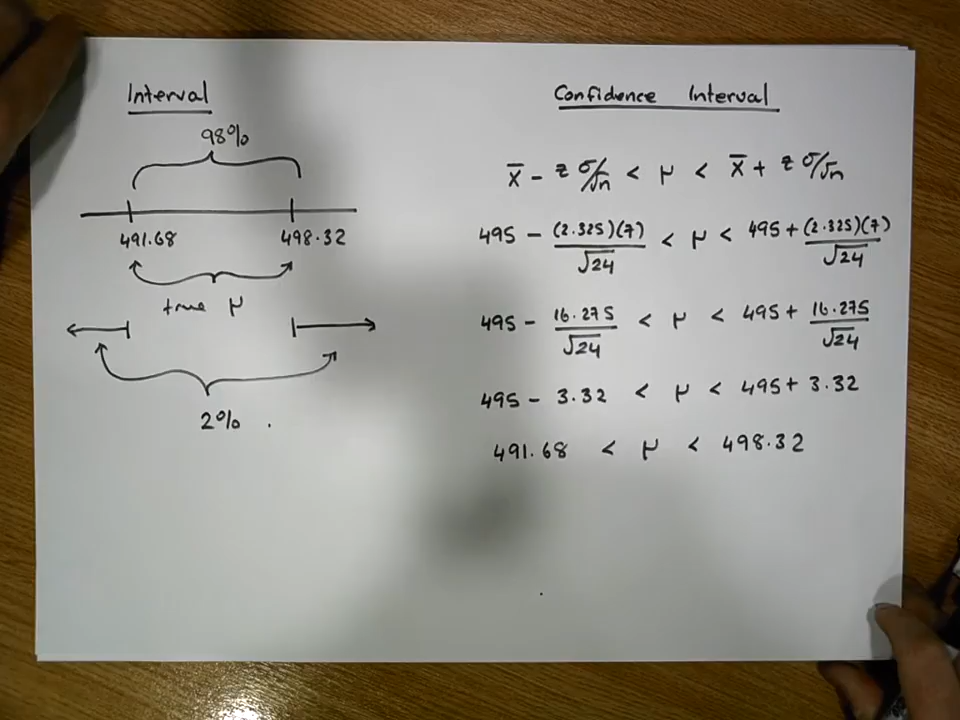 Interval
98%
491.68 498.32
true μ
2% .
Confidence Interval
x̄ - z σ/√n < μ < x̄ + z σ/√n
495 - (2.325)(7)/√24 < μ < 495 + (2.325)(7)/√24
495 - 16.275/√24 < μ < 495 + 16.275/√24
495 - 3.32 < μ < 495 + 3.32
491.68 < μ < 498.32